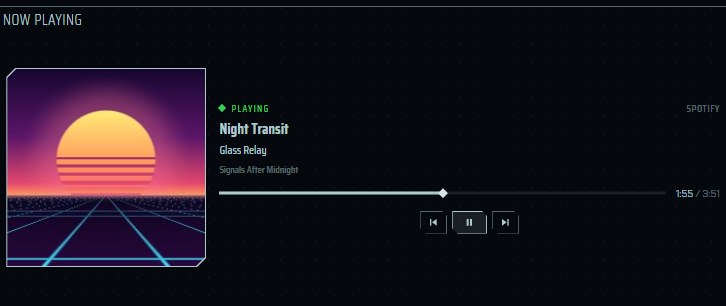 NOW PLAYING
PLAYING
SPOTIFY
Night Transit
Glass Relay
Signals After Midnight
1:55 / 3:51